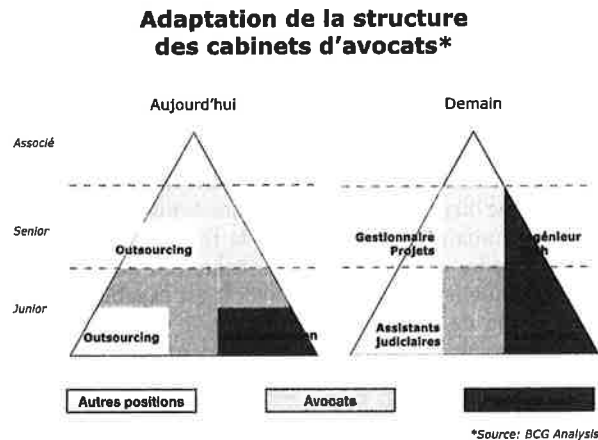 Adaptation de la structure
des cabinets d'avocats*
Aujourd'hui
Demain
Associé
Senior
Outsourcing
Gestionnaire
Projets
Junior
Outsourcing
Assistants
Judiciaires
Autres positions
Avocats
*Source: BCG Analysis